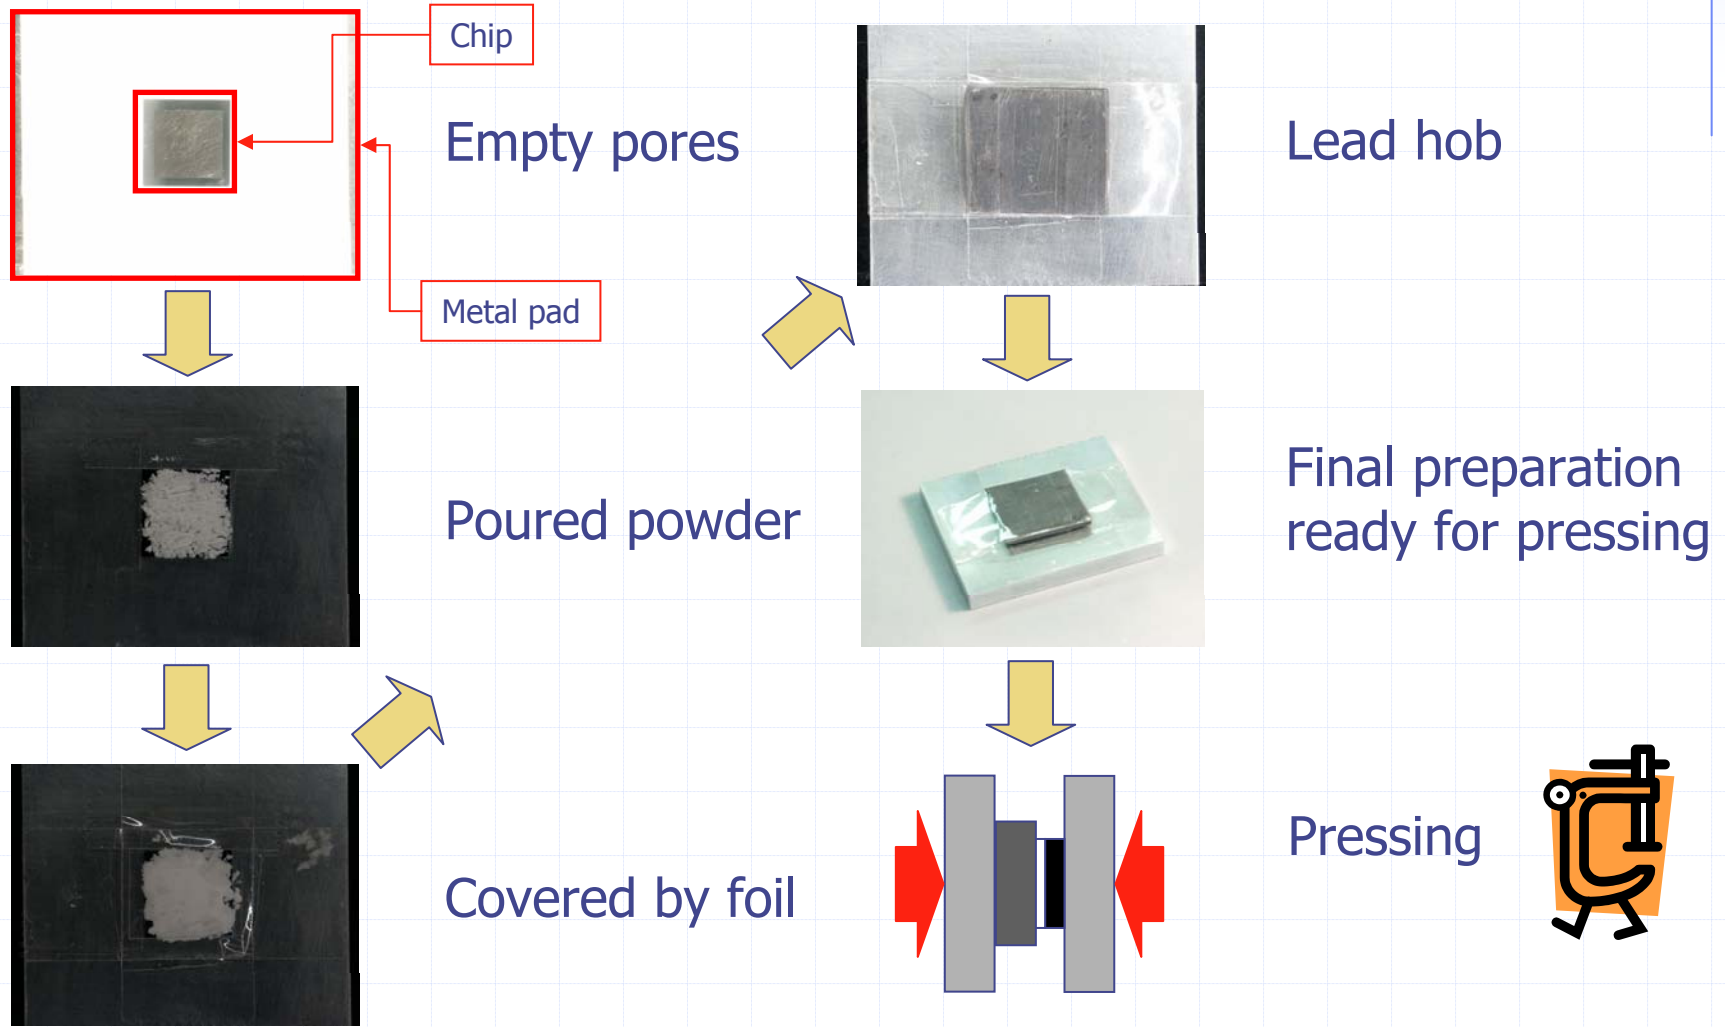 Chip
Empty pores
Metal pad
Poured powder
Covered by foil
Lead hob
Final preparation
ready for pressing
Pressing